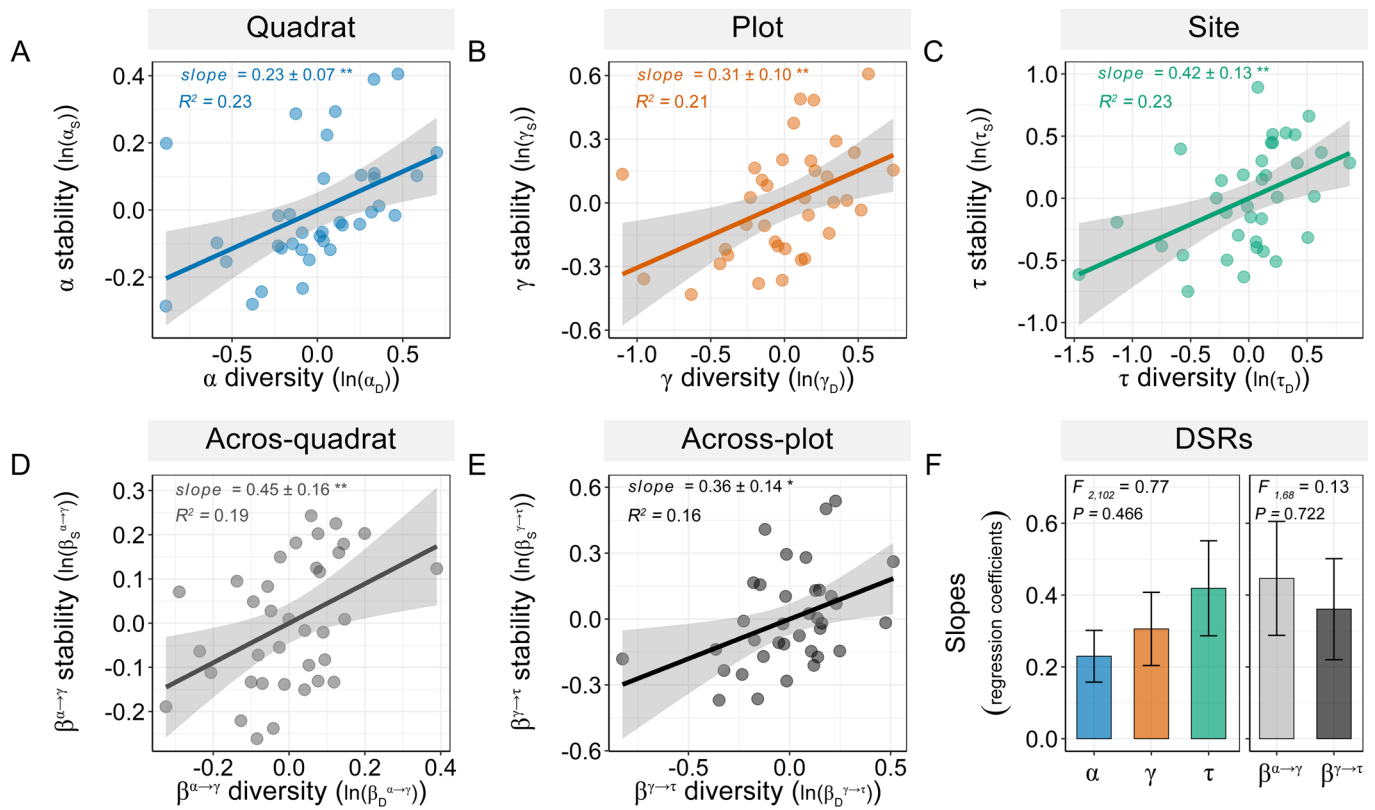 Quadrat
Plot
Site
A
B
C
slope = 0.23 ± 0.07 **
R² = 0.23
0.4
0.2
0.0
-0.2
-0.5
0.0
0.5
α stability (ln(αS))
α diversity (ln(αD))
slope = 0.31 ± 0.10 **
R² = 0.21
0.6
0.3
0.0
-0.3
-0.6
-1.0
-0.5
0.0
0.5
γ stability (ln(γS))
γ diversity (ln(γD))
slope = 0.42 ± 0.13 **
R² = 0.23
1.0
0.5
0.0
-0.5
-1.0
-1.5
-1.0
-0.5
0.0
0.5
τ stability (ln(τS))
τ diversity (ln(τD))
Acros-quadrat
Across-plot
DSRs
D
E
F
slope = 0.45 ± 0.16 **
R² = 0.19
0.3
0.2
0.1
0.0
-0.1
-0.2
-0.2
0.0
0.2
0.4
βα→γ stability (ln(βSα→γ))
βα→γ diversity (ln(βDα→γ))
slope = 0.36 ± 0.14 *
R² = 0.16
0.6
0.3
0.0
-0.3
-0.6
-0.5
0.0
0.5
βγ→τ stability (ln(βSγ→τ))
βγ→τ diversity (ln(βDγ→τ))
F 2,102 = 0.77
P = 0.466
F 1,68 = 0.13
P = 0.722
0.6
0.4
0.2
0.0
Slopes
(regression coefficients)
α
γ
τ
βα→γ
βγ→τ